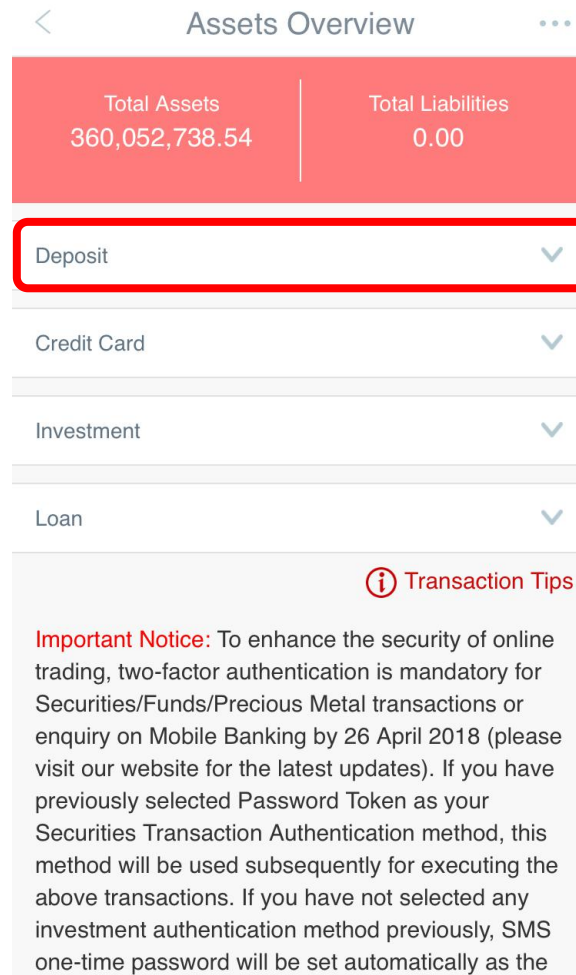 Assets Overview
Total Assets
Total Liabilities
360,052,738.54
0.00
Deposit
Credit Card
Investment
Loan
Transaction Tips
Important Notice: To enhance the security of online
trading, two-factor authentication is mandatory for
Securities/Funds/Precious Metal transactions or
enquiry on Mobile Banking by 26 April 2018 (please
visit our website for the latest updates). If you have
previously selected Password Token as your
Securities Transaction Authentication method, this
method will be used subsequently for executing the
above transactions. If you have not selected any
investment authentication method previously, SMS
one-time password will be set automatically as the